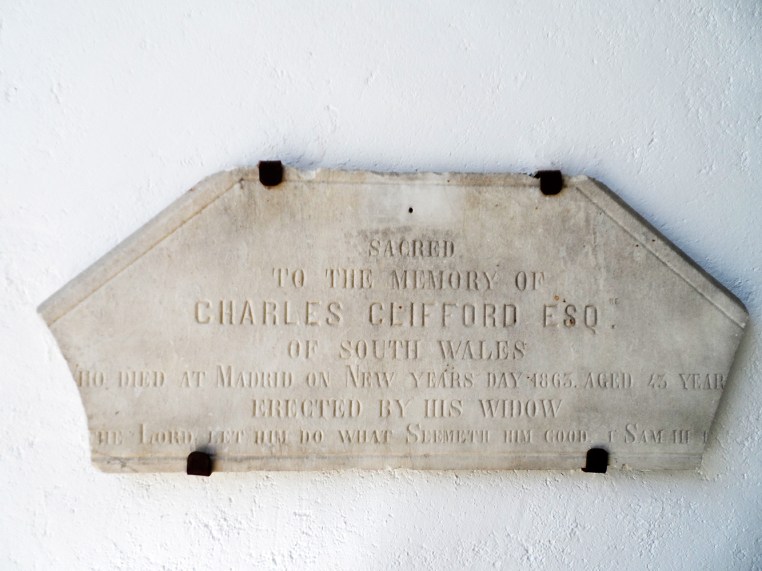 SACRED
TO THE MEMORY OF
CHARLES CLIFFORD ESQRE.
OF SOUTH WALES
HO DIED AT MADRID ON NEW YEARS DAY 1863. AGED 43 YEAR
ERECTED BY HIS WIDOW
HE LORD, LET HIM DO WHAT SEEMETH HIM GOOD I SAM III